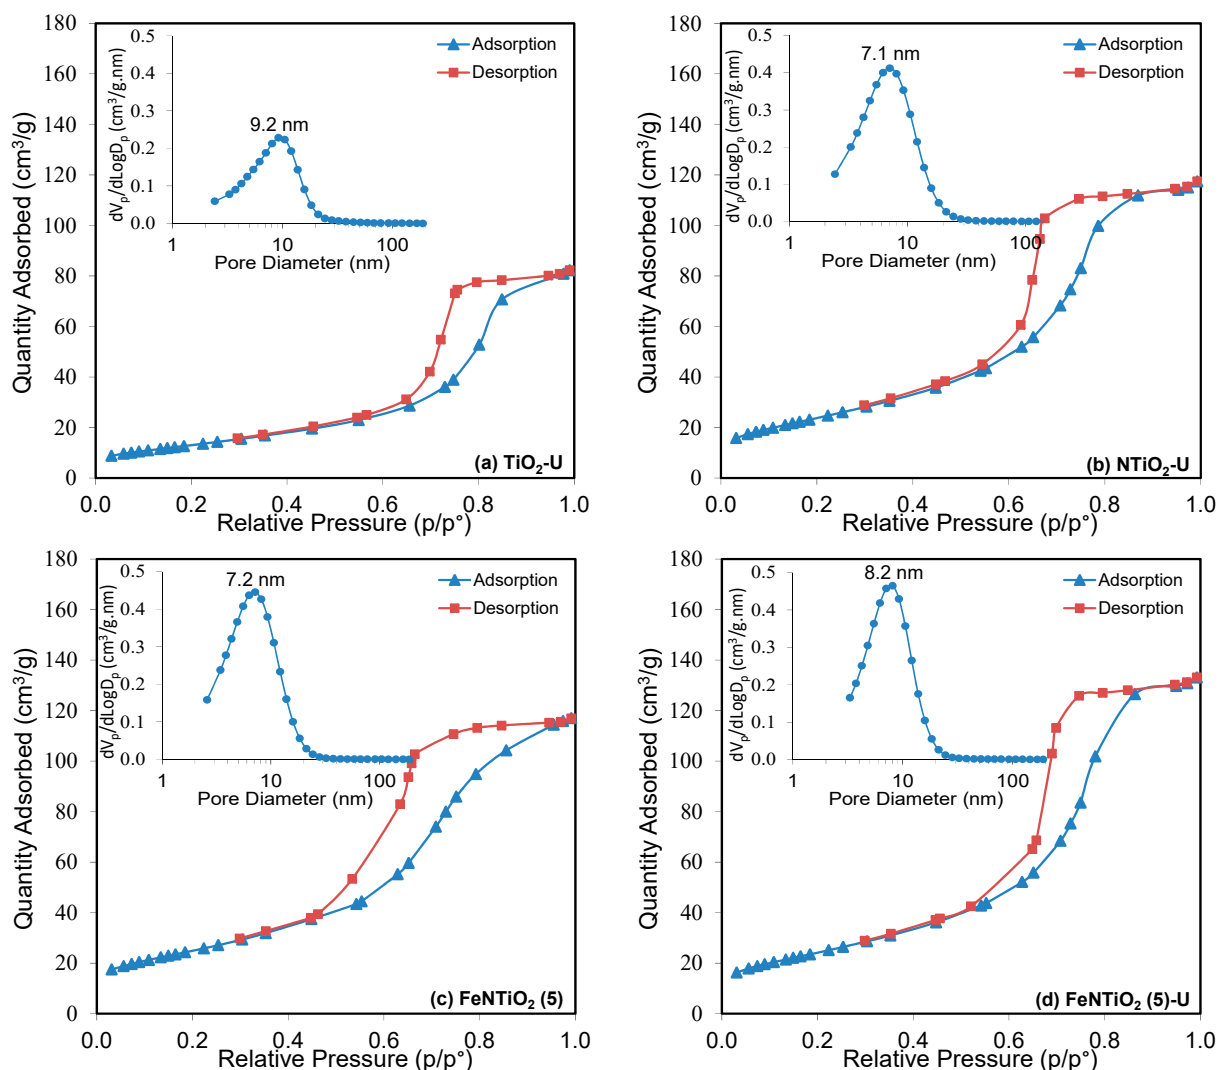 Quantity Adsorbed (cm³/g)
180
160
140
120
100
80
60
40
20
0
0.0 0.2 0.4 0.6 0.8 1.0
Relative Pressure (p/p°)
Adsorption
Desorption
dVₚ/dLogDₚ (cm³/g.nm)
0.5
0.4
0.3
0.2
0.1
0.0
1 10 100
Pore Diameter (nm)
9.2 nm
(a) TiO₂-U
Quantity Adsorbed (cm³/g)
180
160
140
120
100
80
60
40
20
0
0.0 0.2 0.4 0.6 0.8 1.0
Relative Pressure (p/p°)
Adsorption
Desorption
dVₚ/dLogDₚ (cm³/g.nm)
0.5
0.4
0.3
0.2
0.1
0.0
1 10 100
Pore Diameter (nm)
7.1 nm
(b) NTiO₂-U
Quantity Adsorbed (cm³/g)
180
160
140
120
100
80
60
40
20
0
0.0 0.2 0.4 0.6 0.8 1.0
Relative Pressure (p/p°)
Adsorption
Desorption
dVₚ/dLogDₚ (cm³/g.nm)
0.5
0.4
0.3
0.2
0.1
0.0
1 10 100
Pore Diameter (nm)
7.2 nm
(c) FeNTiO₂ (5)
Quantity Adsorbed (cm³/g)
180
160
140
120
100
80
60
40
20
0
0.0 0.2 0.4 0.6 0.8 1.0
Relative Pressure (p/p°)
Adsorption
Desorption
dVₚ/dLogDₚ (cm³/g.nm)
0.5
0.4
0.3
0.2
0.1
0.0
1 10 100
Pore Diameter (nm)
8.2 nm
(d) FeNTiO₂ (5)-U